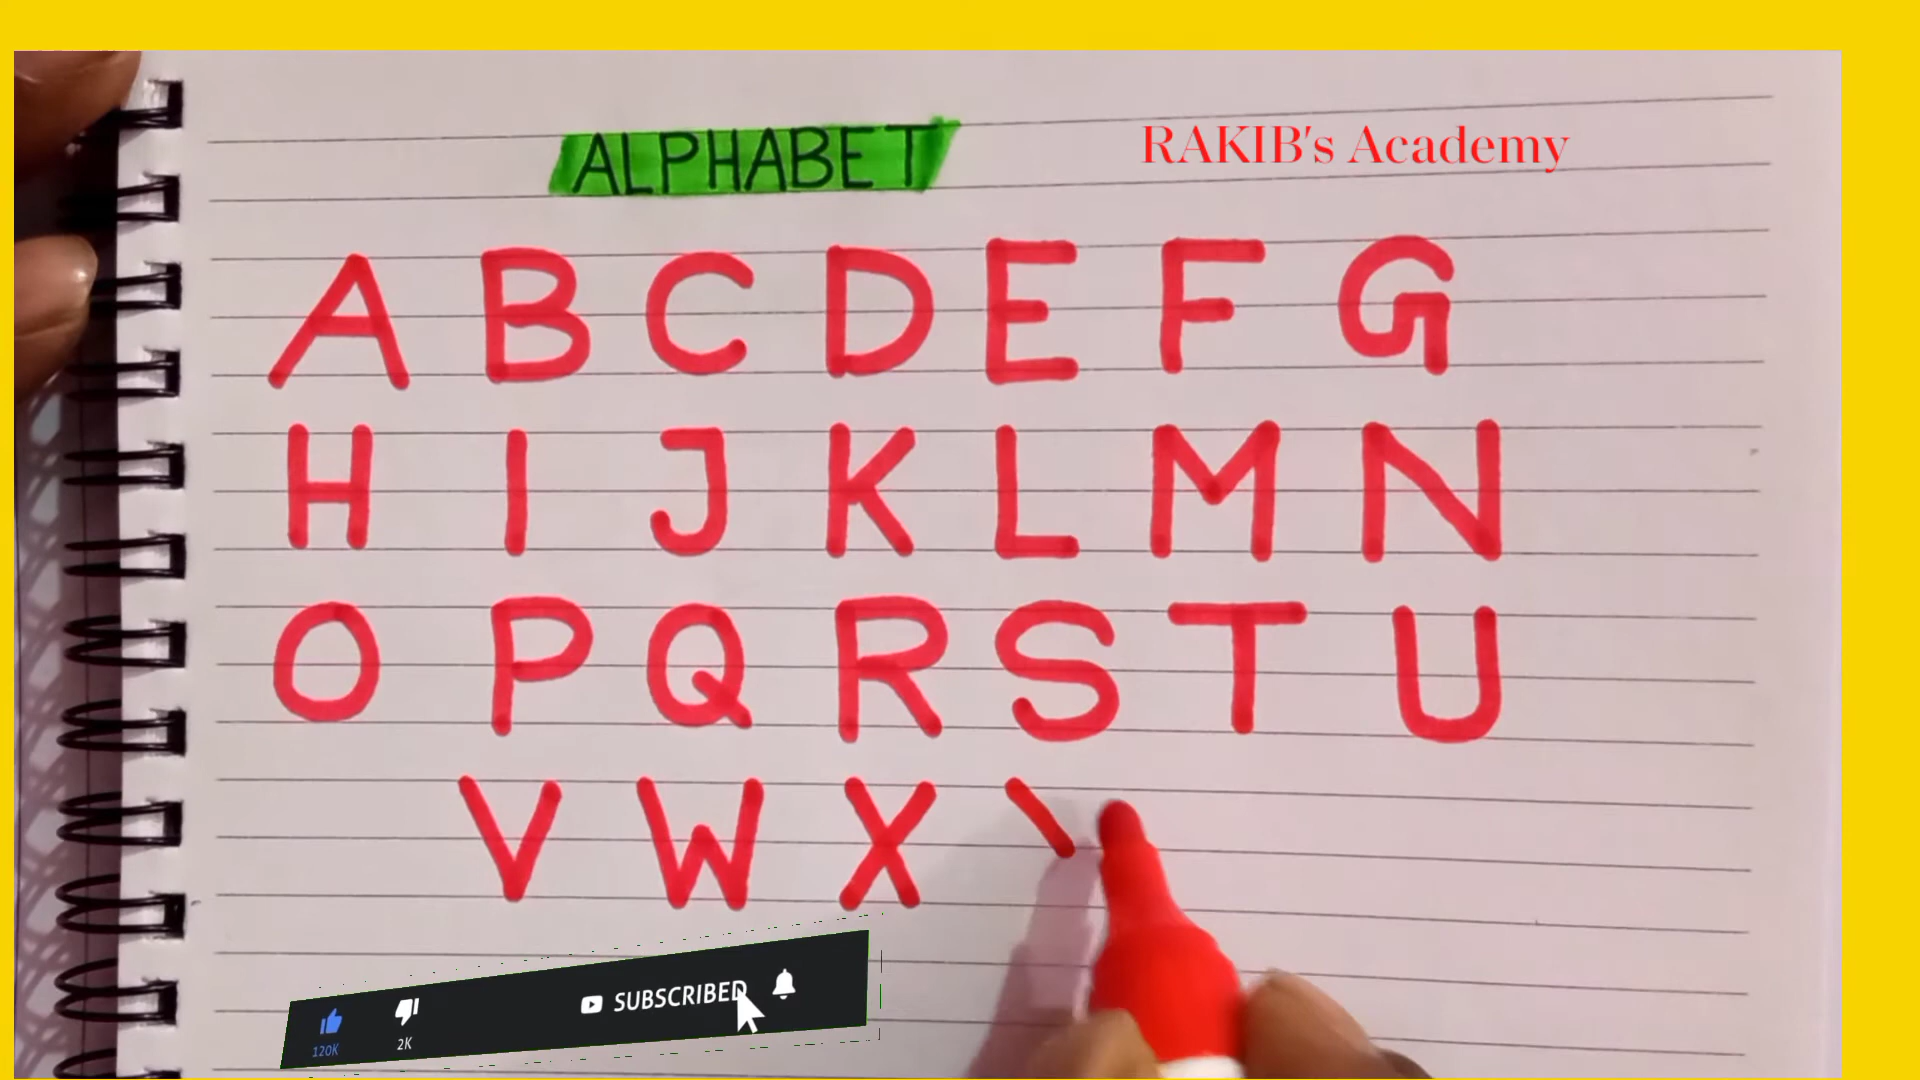 ALPHABET
RAKIB's Academy
A B C D E F G
H I J K L M N
O P Q R S T U
V W X
120K 2K SUBSCRIBED